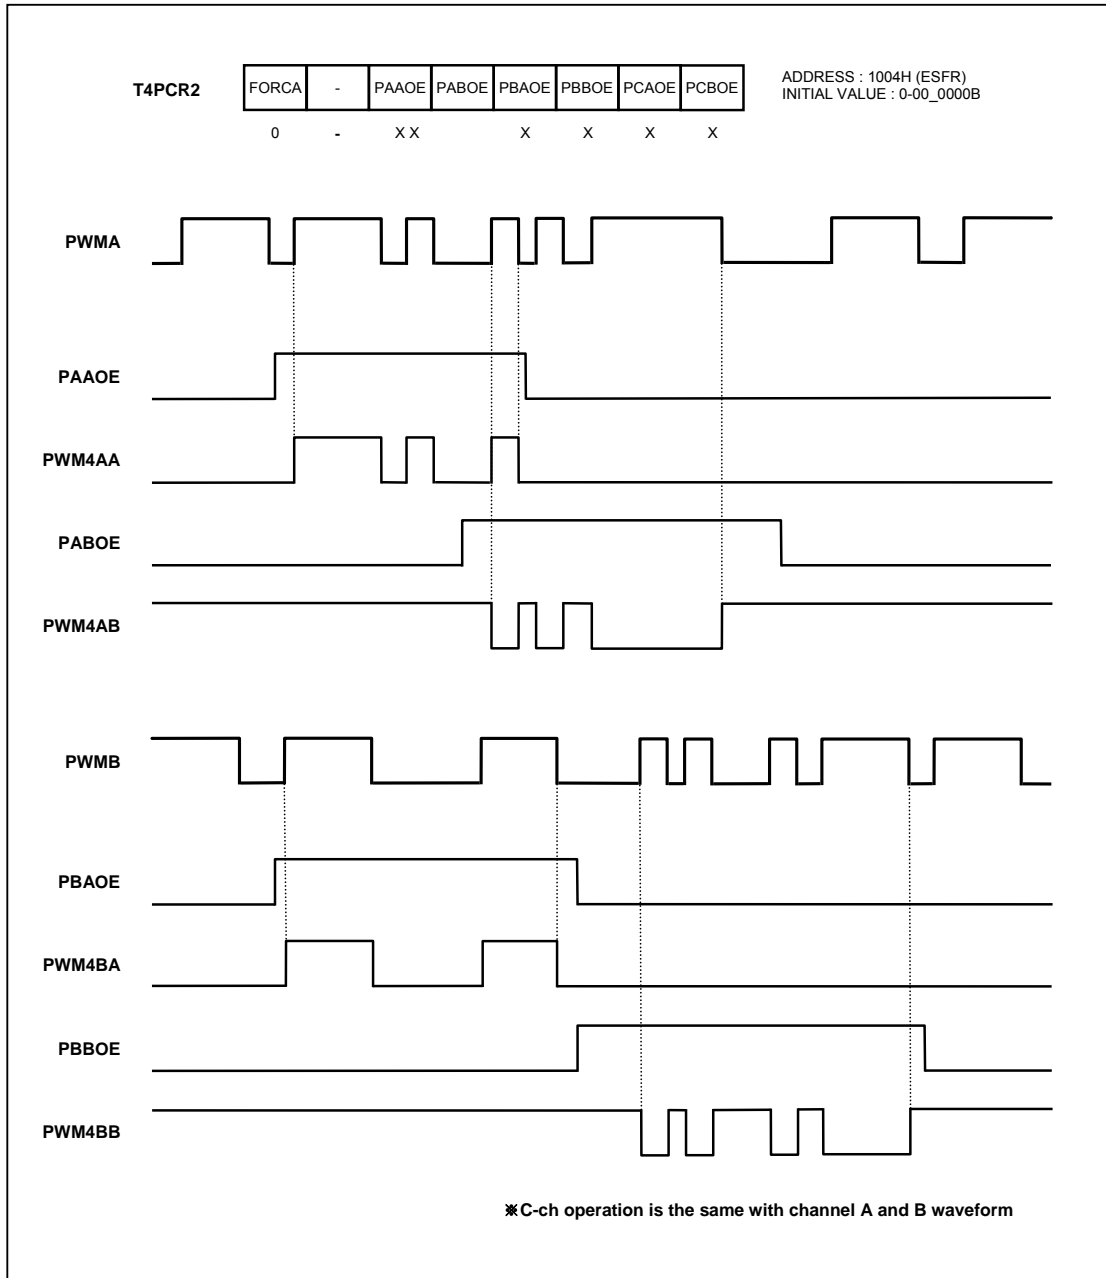 T4PCR2 FORCA - PAAOE PABOE PBAOE PBBOE PCAOE PCBOE ADDRESS : 1004H (ESFR)
INITIAL VALUE : 0-00_0000B
0 - X X X X X X
PWMA
PAAOE
PWM4AA
PABOE
PWM4AB
PWMB
PBAOE
PWM4BA
PBBOE
PWM4BB
※C-ch operation is the same with channel A and B waveform